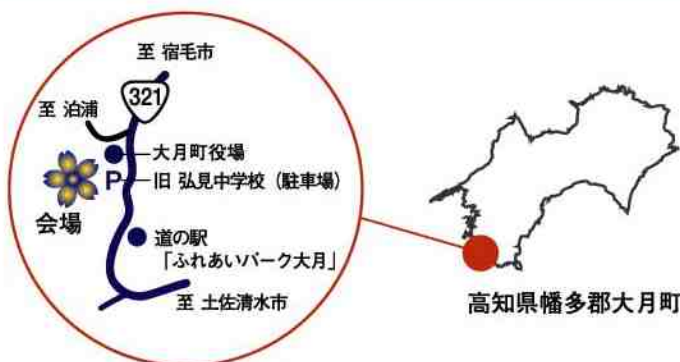 至 宿毛市
321
至 泊浦
大月町役場
P
旧 弘見中学校（駐車場）
会場
道の駅
「ふれあいパーク大月」
至 土佐清水市
高知県幡多郡大月町